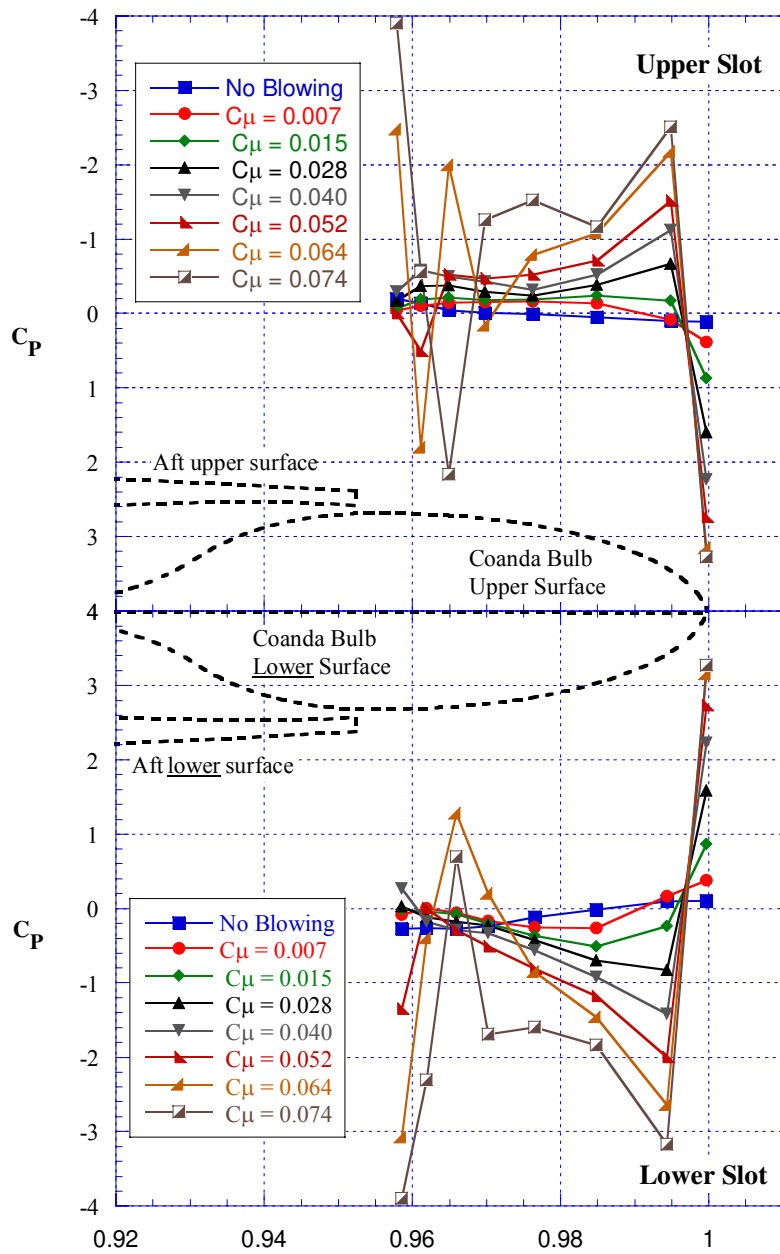 -4
Upper Slot
No Blowing
Cμ = 0.007
Cμ = 0.015
Cμ = 0.028
Cμ = 0.040
Cμ = 0.052
Cμ = 0.064
Cμ = 0.074
-3
-2
-1
0
CP
1
2
3
4
Aft upper surface
Coanda Bulb
Upper Surface
Coanda Bulb
Lower Surface
Aft lower surface
3
2
1
0
CP
-1
-2
-3
-4
No Blowing
Cμ = 0.007
Cμ = 0.015
Cμ = 0.028
Cμ = 0.040
Cμ = 0.052
Cμ = 0.064
Cμ = 0.074
Lower Slot
0.92 0.94 0.96 0.98 1